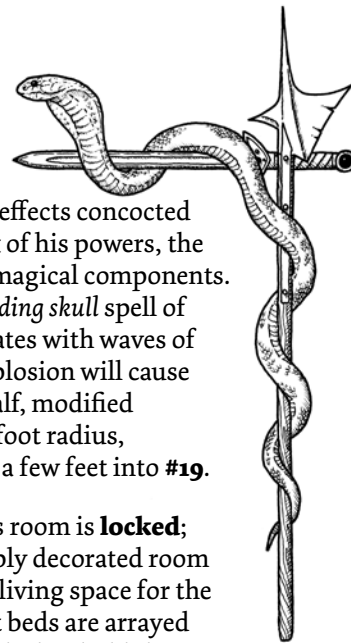 effects concocted
of his powers, the
magical components.
ding skull spell of
ates with waves of
plosion will cause
alf, modified
foot radius,
a few feet into #19.
s room is locked;
ply decorated room
living space for the
t beds are arrayed